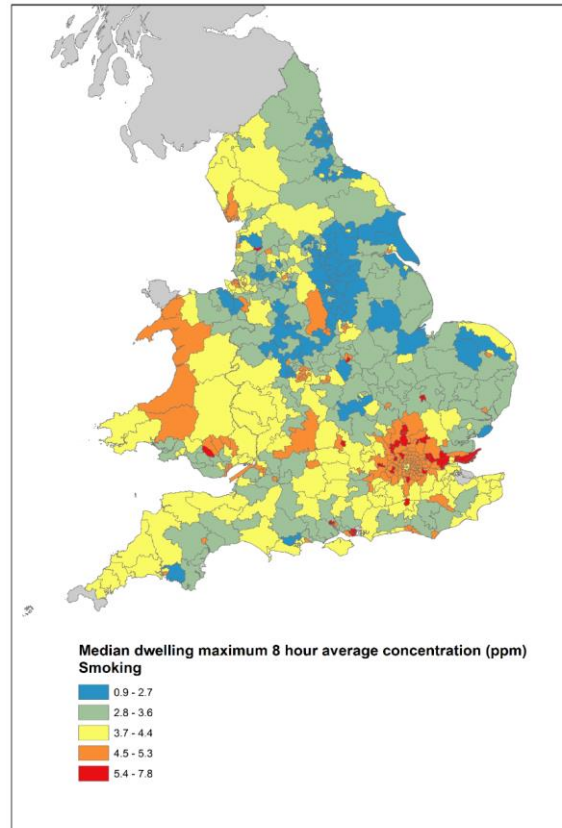 Median dwelling maximum 8 hour average concentration (ppm)
Smoking
0.9 - 2.7
2.8 - 3.6
3.7 - 4.4
4.5 - 5.3
5.4 - 7.8